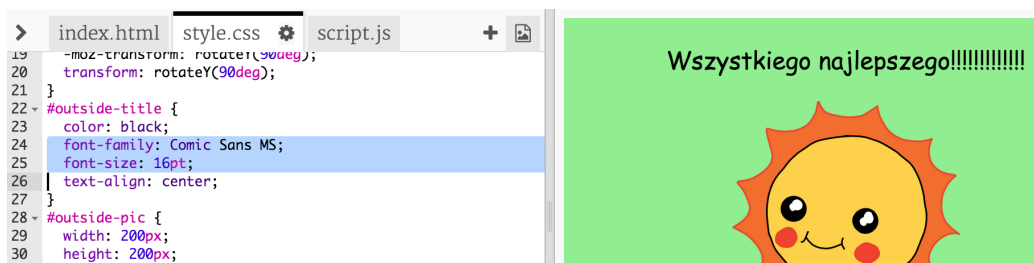 index.html style.css script.js
19 -moz-transform: rotateY(90deg);
20 transform: rotateY(90deg);
21 }
22 #outside-title {
23 color: black;
24 font-family: Comic Sans MS;
25 font-size: 16pt;
26 text-align: center;
27 }
28 #outside-pic {
29 width: 200px;
30 height: 200px;
Wszystkiego najlepszego!!!!!!!!!!!!!